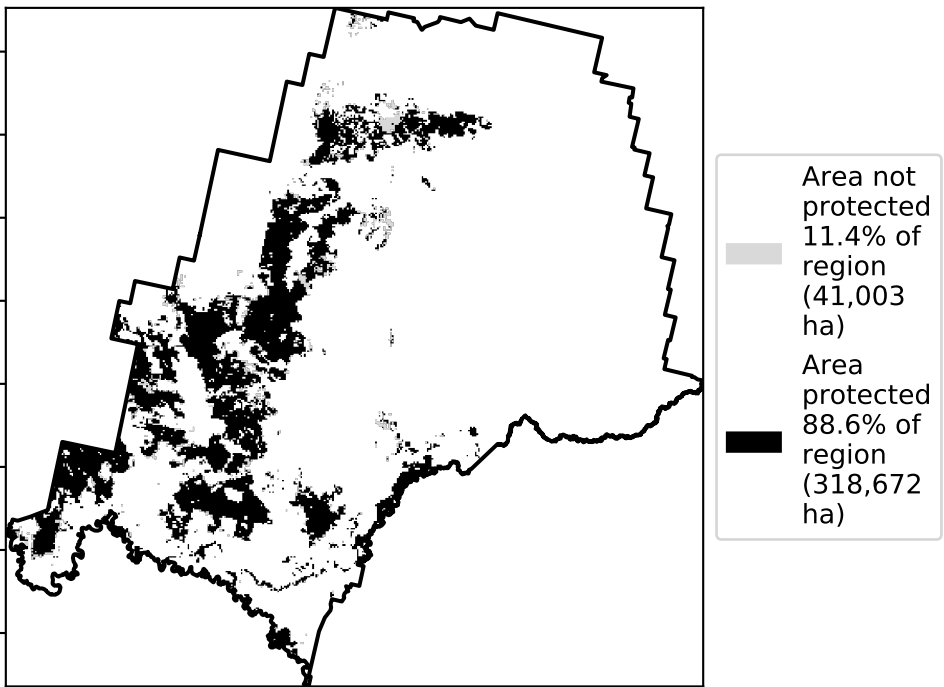 Area not
protected
11.4% of
region
(41,003
ha)
Area
protected
88.6% of
region
(318,672
ha)